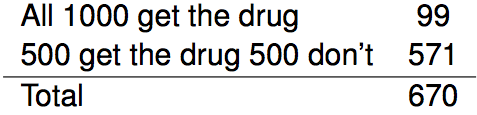 All 1000 get the drug 99
500 get the drug 500 don't 571
Total 670